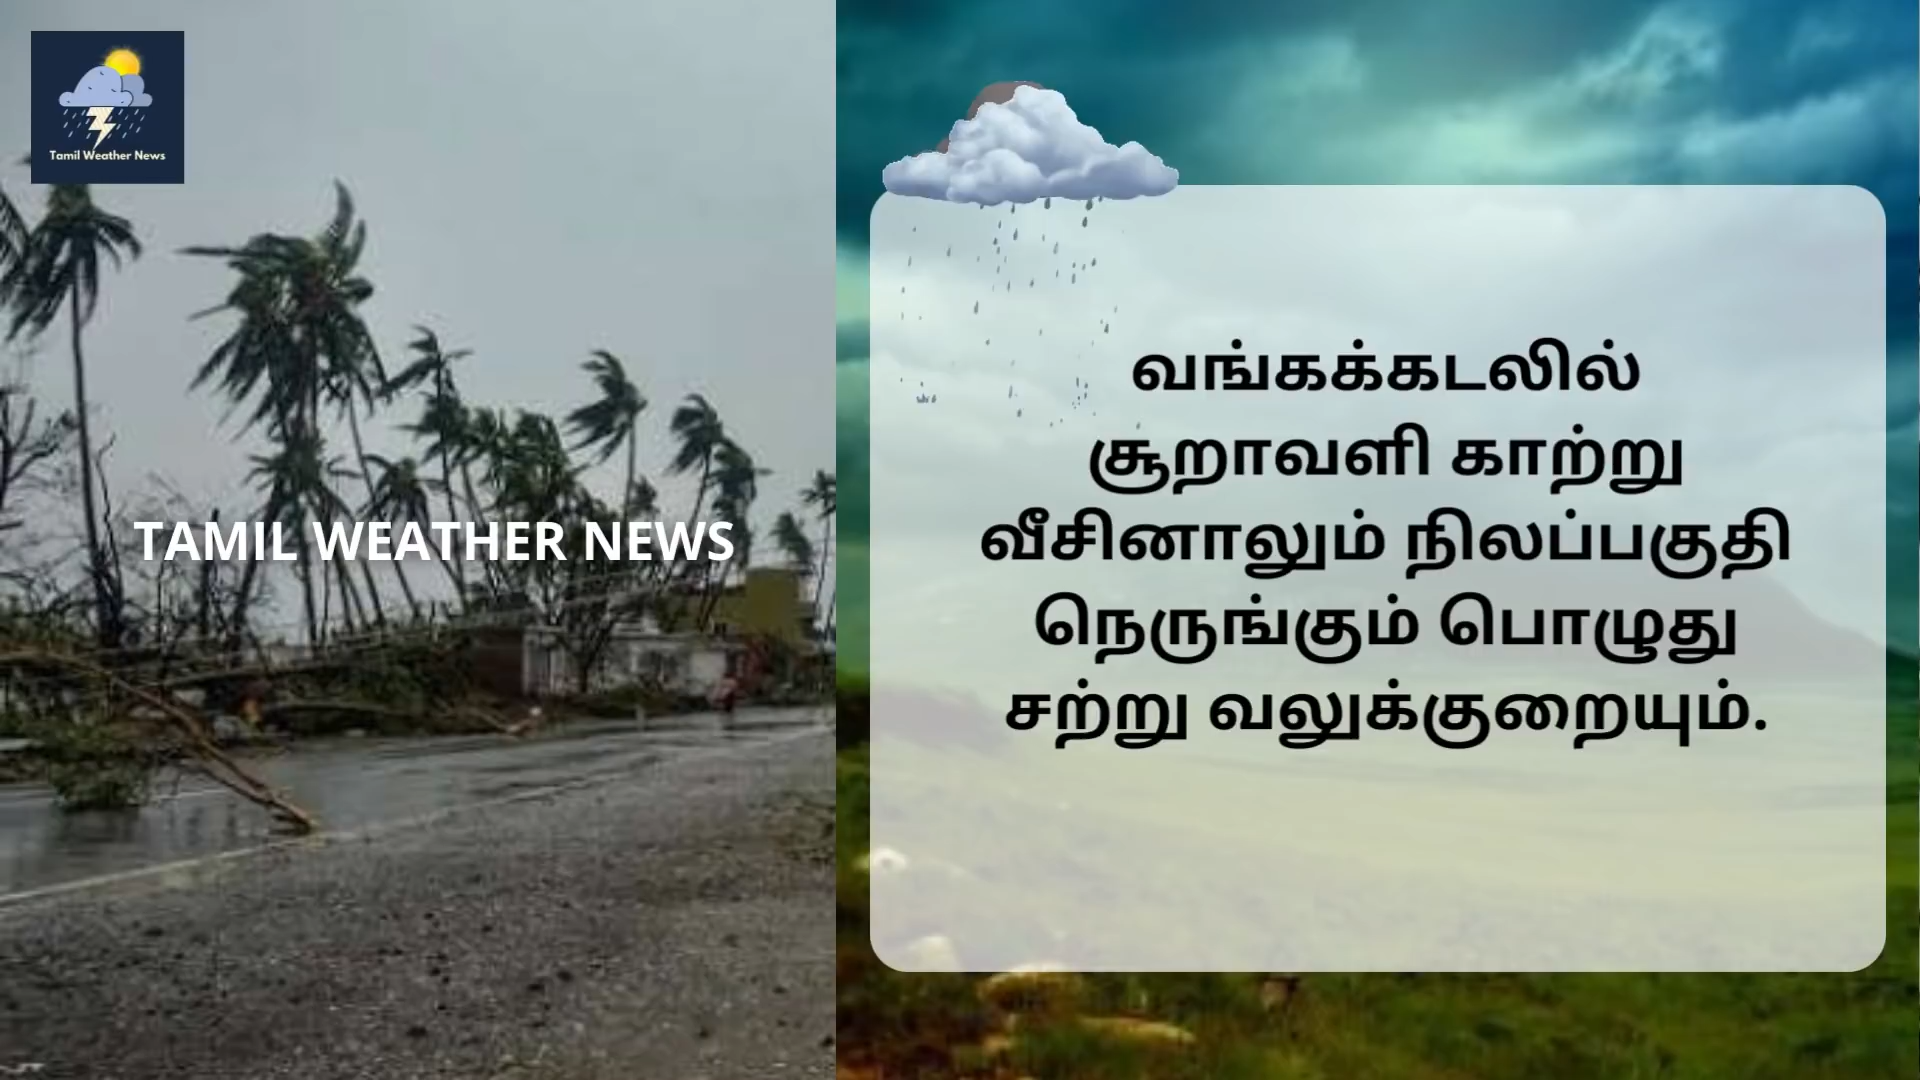 Tamil Weather News
TAMIL WEATHER NEWS
வங்கக்கடலில்
சூறாவளி காற்று
வீசினாலும் நிலப்பகுதி
நெருங்கும் பொழுது
சற்று வலுக்குறையும்.